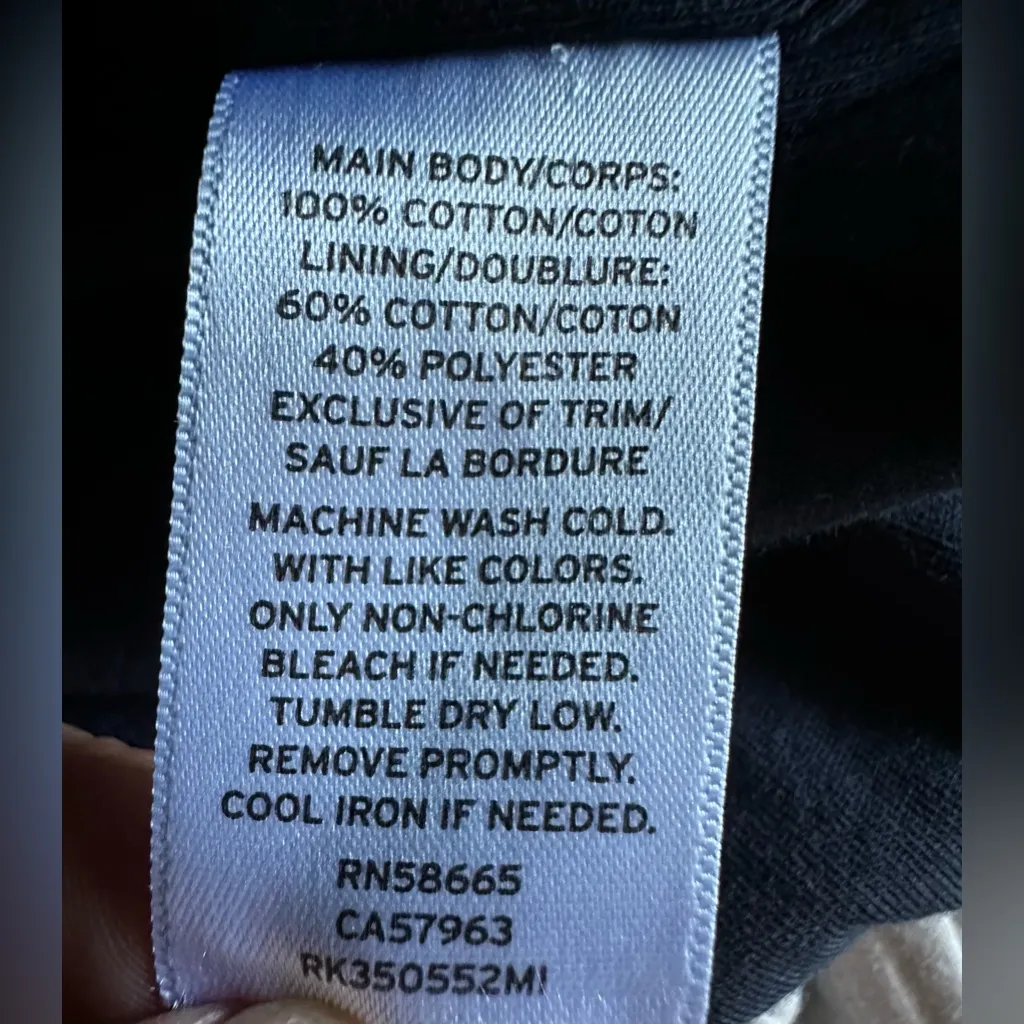 MAIN BODY/CORPS:
100% COTTON/COTON
LINING/DOUBLURE:
60% COTTON/COTON
40% POLYESTER
EXCLUSIVE OF TRIM/
SAUF LA BORDURE
MACHINE WASH COLD.
WITH LIKE COLORS.
ONLY NON-CHLORINE
BLEACH IF NEEDED.
TUMBLE DRY LOW.
REMOVE PROMPTLY.
COOL IRON IF NEEDED.
RN58665
CA57963
RK350552MI